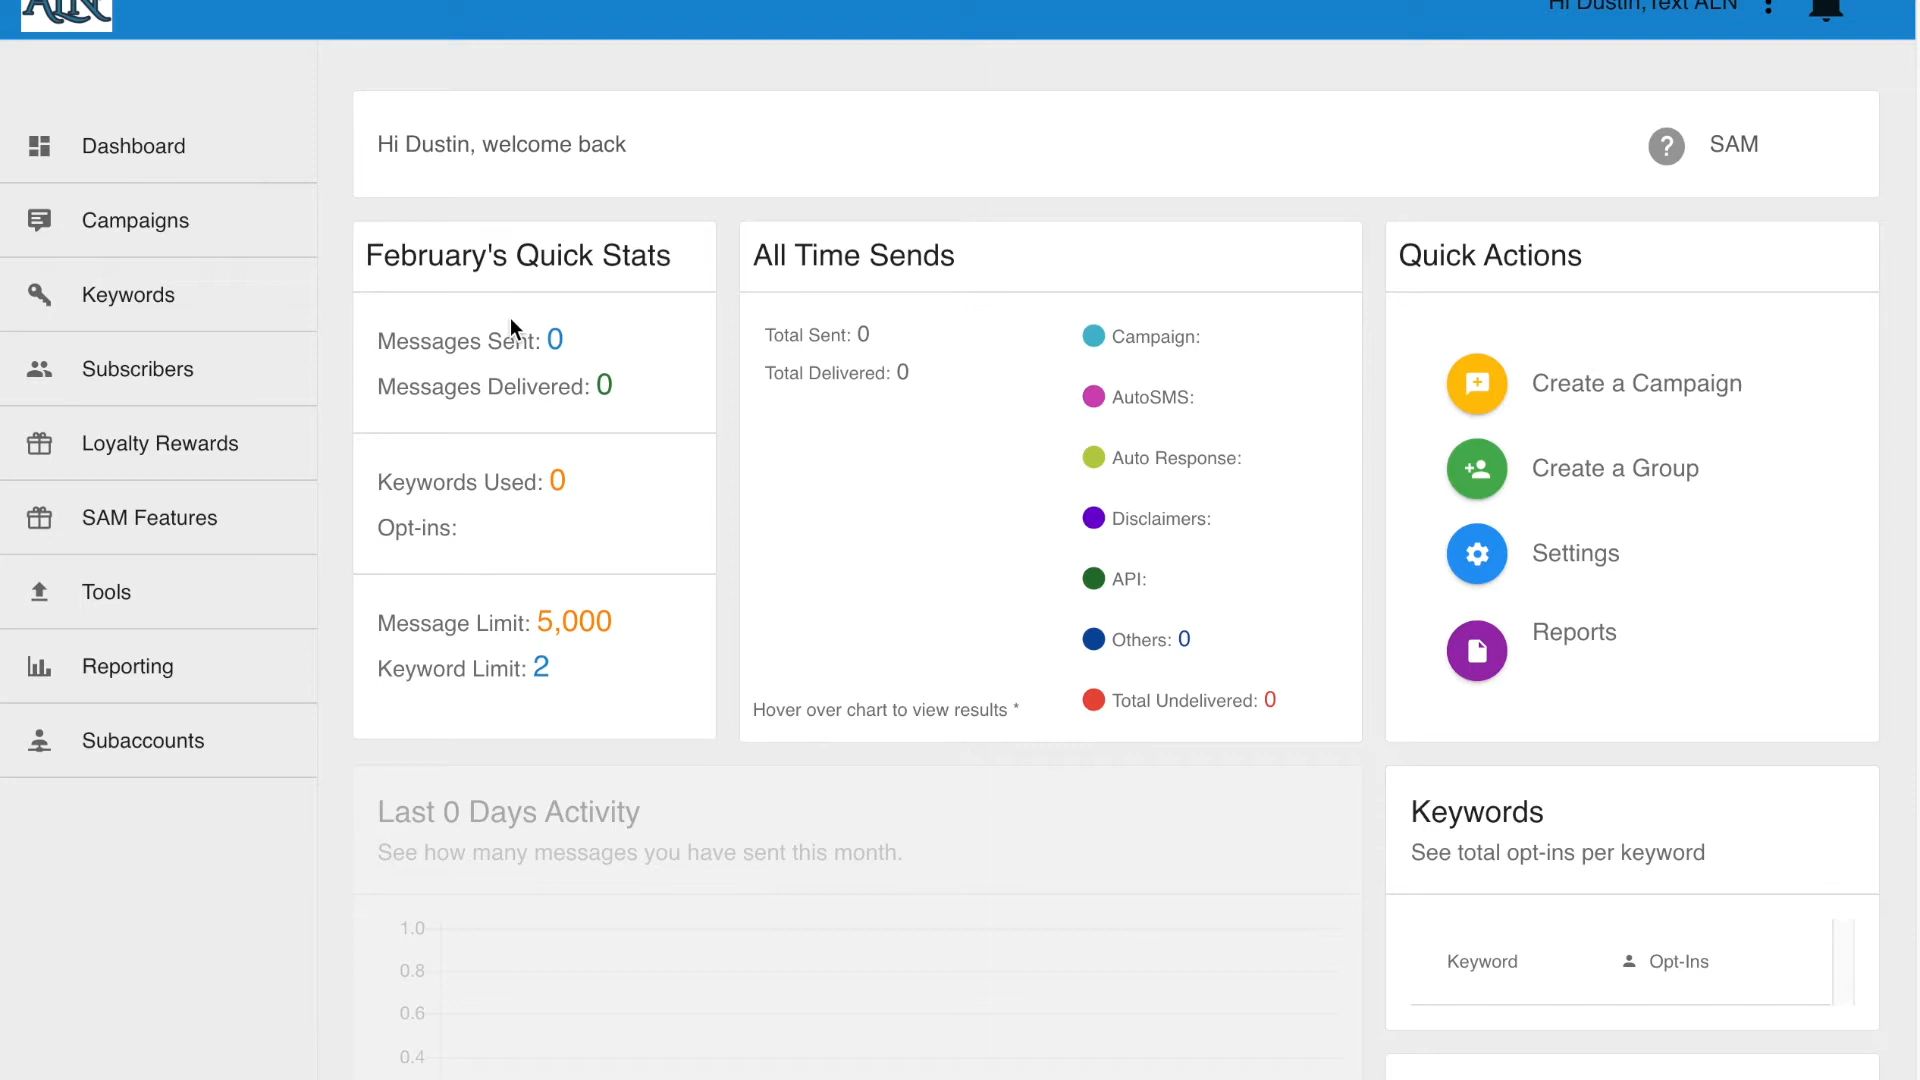 Hi Dustin, Text ALN
Dashboard
Campaigns
Keywords
Subscribers
Loyalty Rewards
SAM Features
Tools
Reporting
Subaccounts
Hi Dustin, welcome back
? SAM
February's Quick Stats
Messages Sent: 0
Messages Delivered: 0
Keywords Used: 0
Opt-ins:
Message Limit: 5,000
Keyword Limit: 2
All Time Sends
Total Sent: 0
Total Delivered: 0
Campaign:
AutoSMS:
Auto Response:
Disclaimers:
API:
Others: 0
Total Undelivered: 0
Hover over chart to view results *
Quick Actions
Create a Campaign
Create a Group
Settings
Reports
Last 0 Days Activity
See how many messages you have sent this month.
1.0
0.8
0.6
0.4
Keywords
See total opt-ins per keyword
Keyword Opt-Ins